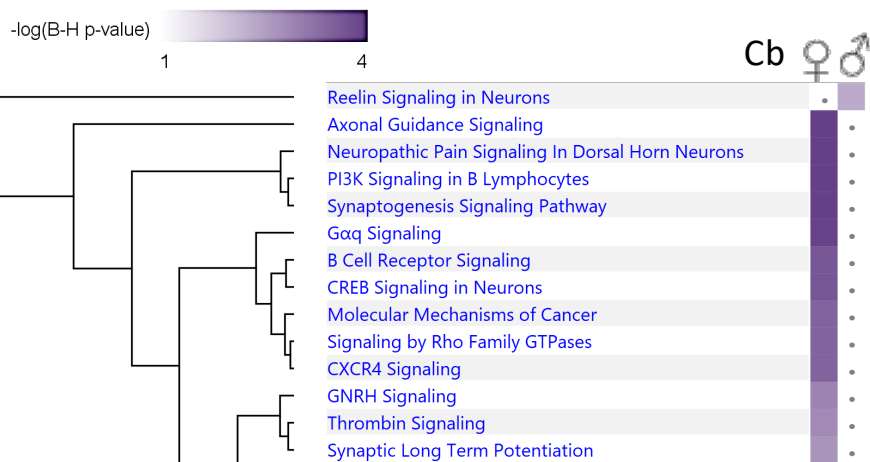 -log(B-H p-value)
1 4
Cb ♀ ♂
Reelin Signaling in Neurons
Axonal Guidance Signaling
Neuropathic Pain Signaling In Dorsal Horn Neurons
PI3K Signaling in B Lymphocytes
Synaptogenesis Signaling Pathway
Gαq Signaling
B Cell Receptor Signaling
CREB Signaling in Neurons
Molecular Mechanisms of Cancer
Signaling by Rho Family GTPases
CXCR4 Signaling
GNRH Signaling
Thrombin Signaling
Synaptic Long Term Potentiation